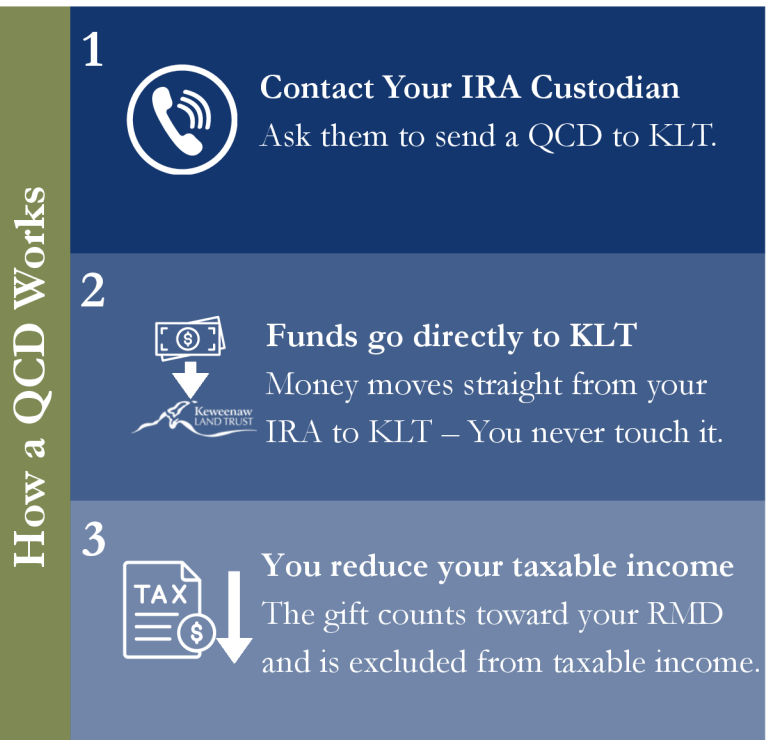 How a QCD Works
1
Contact Your IRA Custodian
Ask them to send a QCD to KLT.
2
$
Keweenaw
LAND TRUST
Funds go directly to KLT
Money moves straight from your
IRA to KLT – You never touch it.
3
TAX
$
You reduce your taxable income
The gift counts toward your RMD
and is excluded from taxable income.